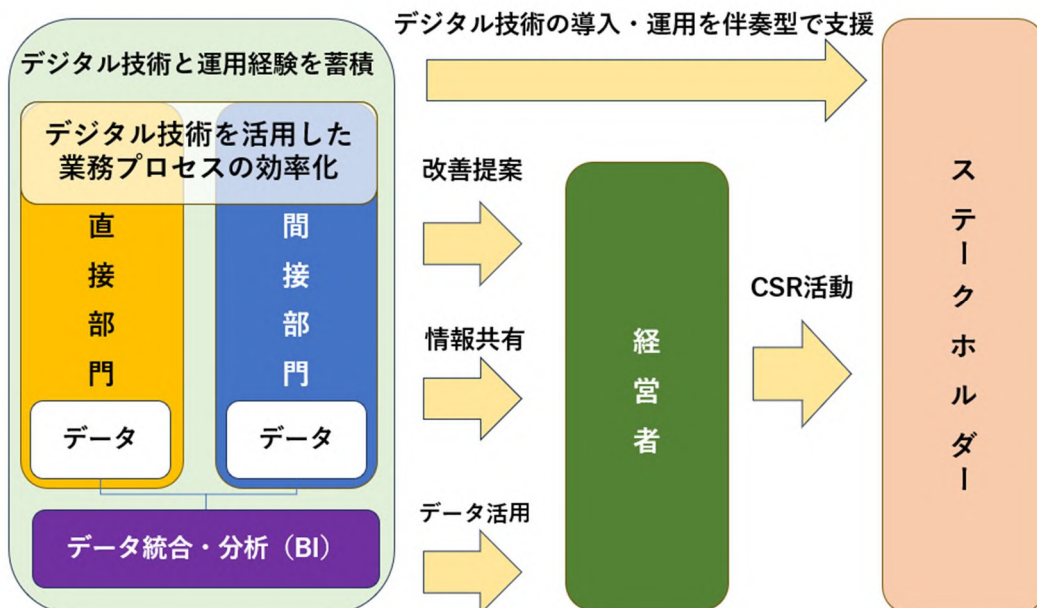 デジタル技術の導入・運用を伴奏型で支援
デジタル技術と運用経験を蓄積
デジタル技術を活用した
業務プロセスの効率化
直接部門
間接部門
データ
データ
データ統合・分析（BI）
改善提案
情報共有
データ活用
経営者
CSR活動
ステークホルダー